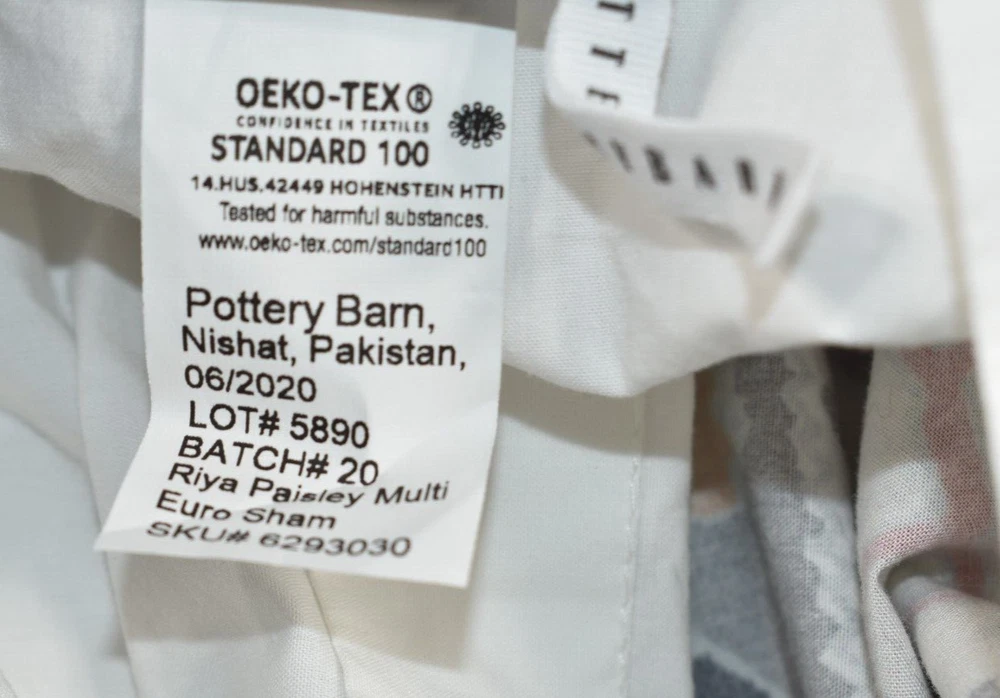 OEKO-TEX®
CONFIDENCE IN TEXTILES
STANDARD 100
14.HUS.42449 HOHENSTEIN HTTI
Tested for harmful substances.
www.oeko-tex.com/standard100
Pottery Barn,
Nishat, Pakistan,
06/2020
LOT# 5890
BATCH# 20
Riya Paisley Multi
Euro Sham
SKU# 6293030